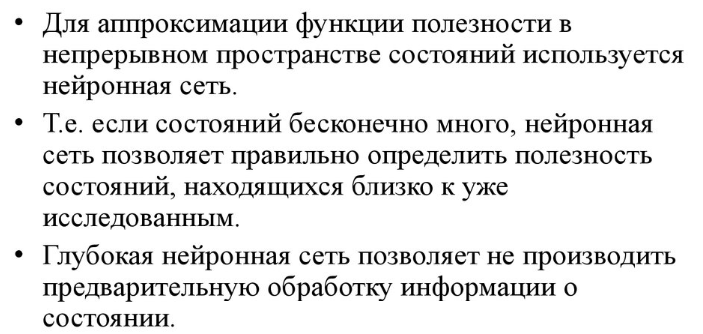 • Для аппроксимации функции полезности в
непрерывном пространстве состояний используется
нейронная сеть.
• Т.е. если состояний бесконечно много, нейронная
сеть позволяет правильно определить полезность
состояний, находящихся близко к уже
исследованным.
• Глубокая нейронная сеть позволяет не производить
предварительную обработку информации о
состоянии.